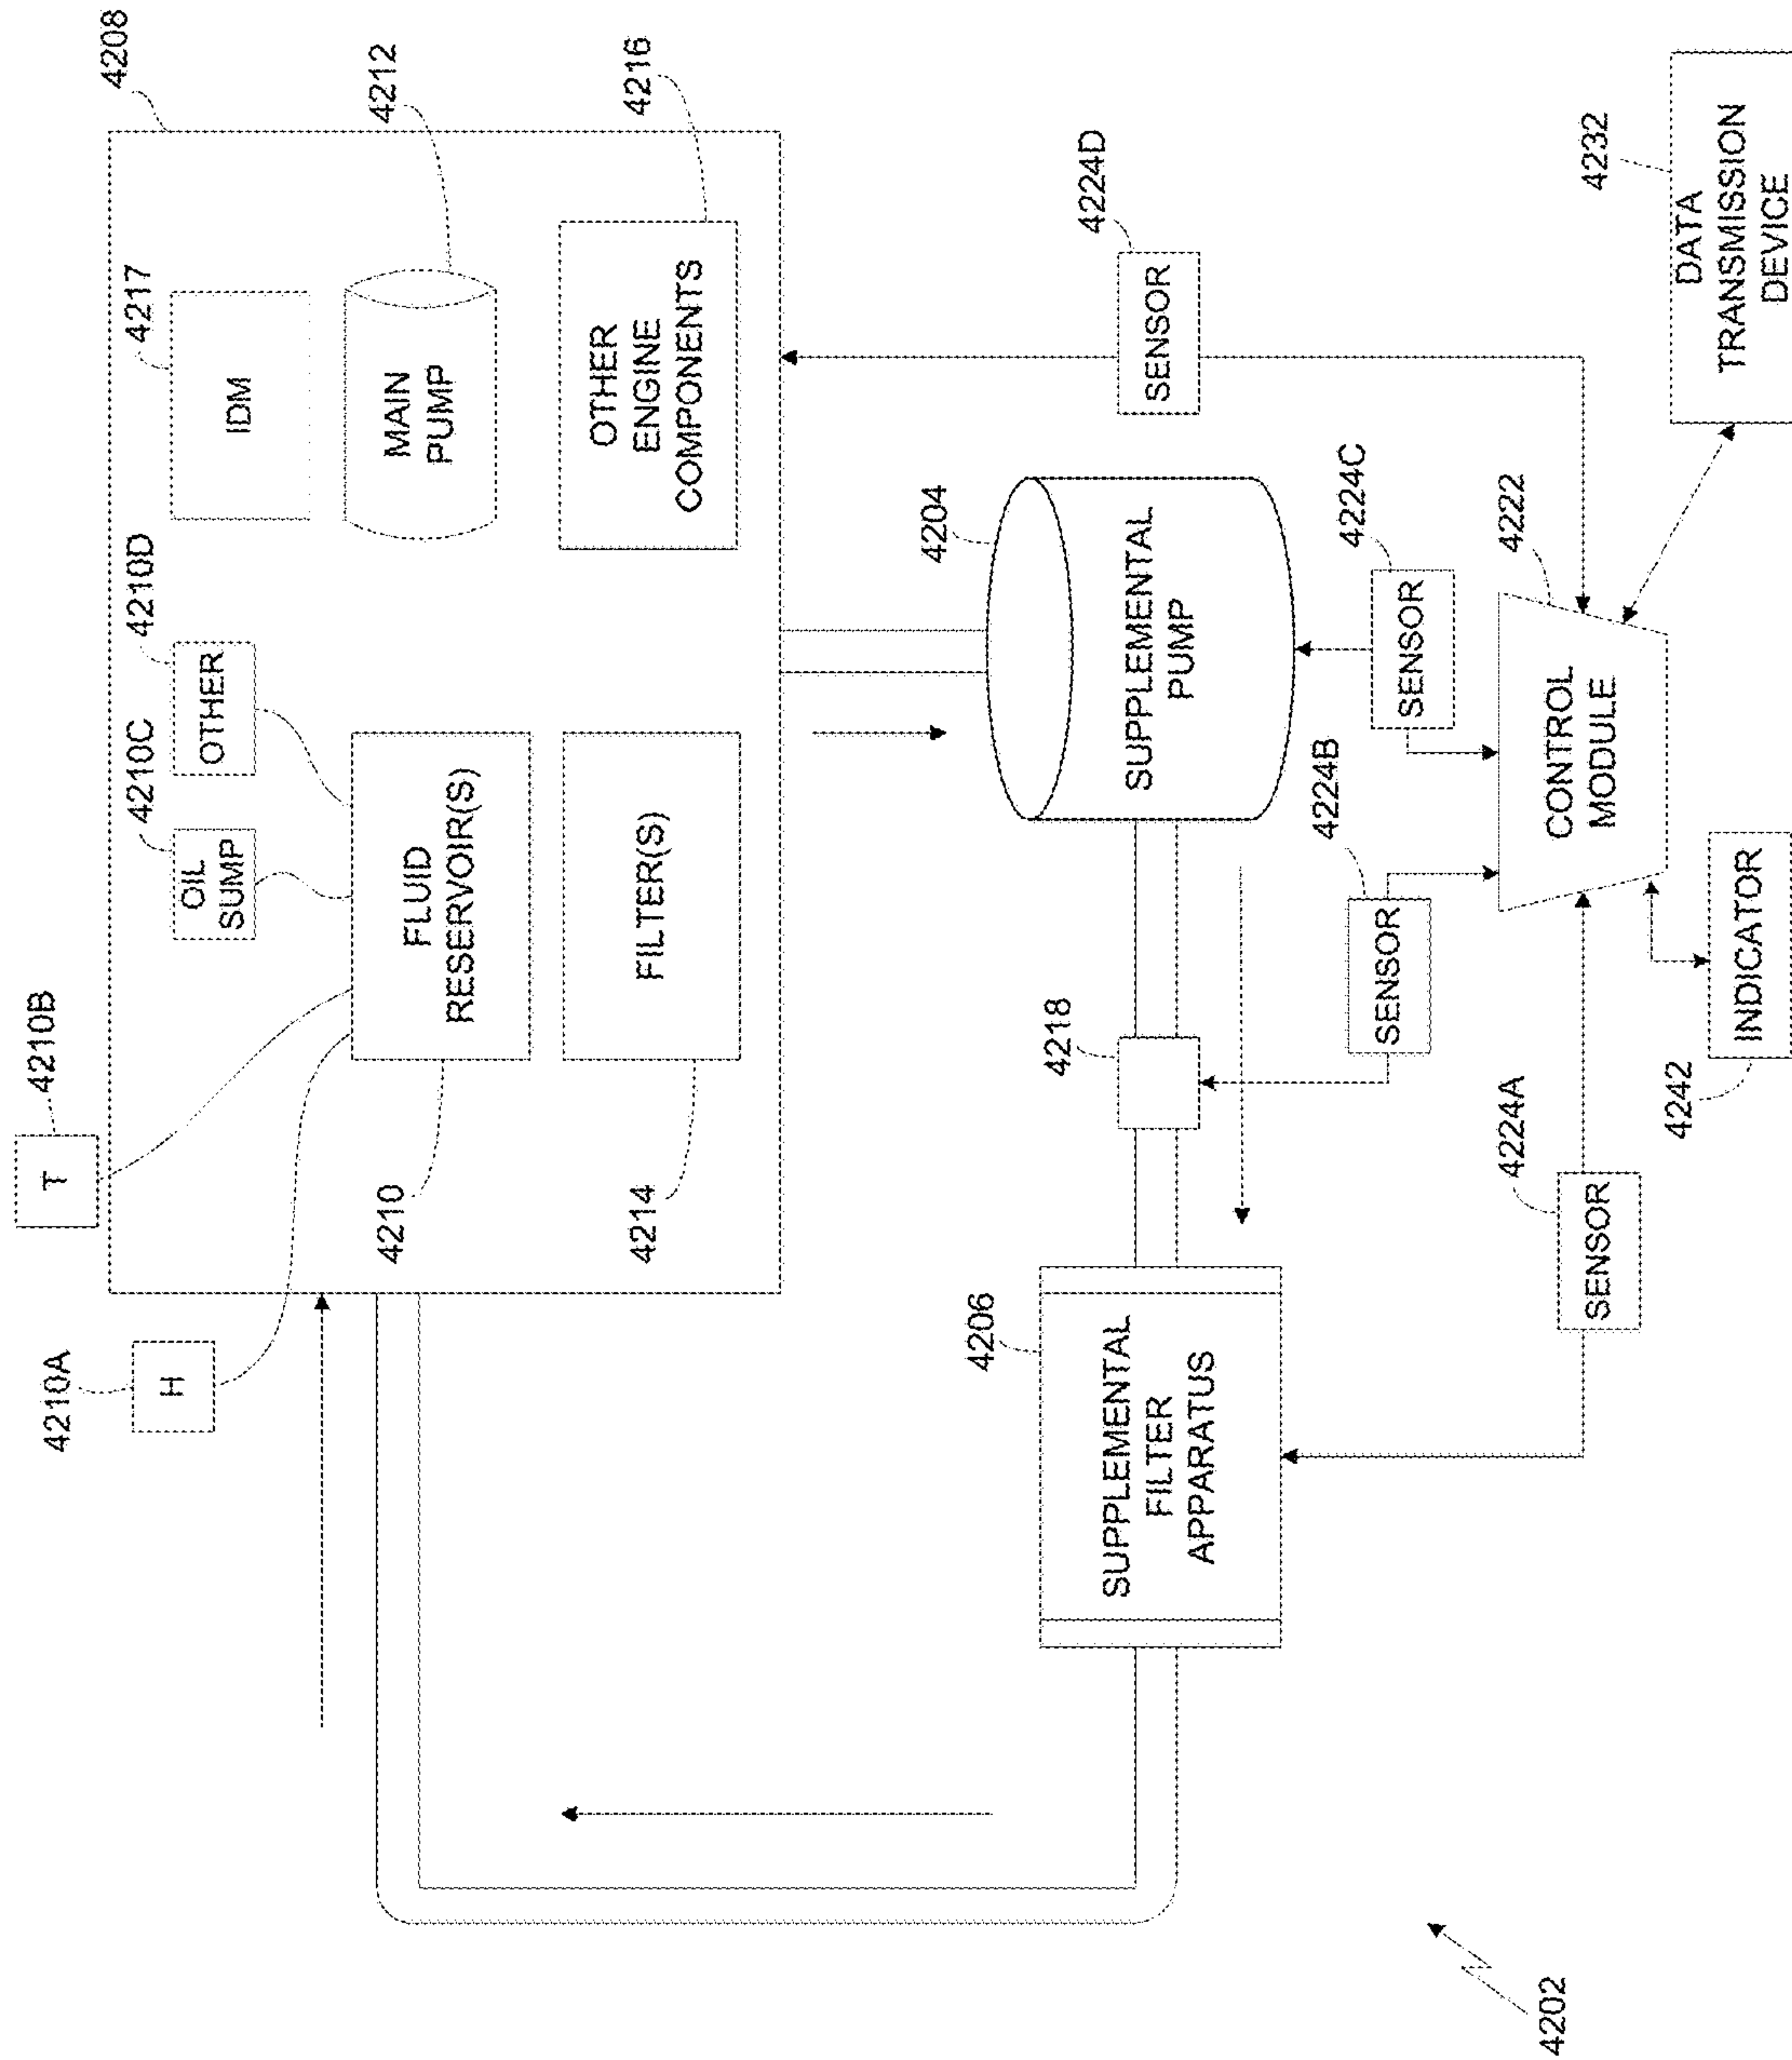 4208
4212
4216
4217
IDM
MAIN
PUMP
OTHER
ENGINE
COMPONENTS
4210D
OTHER
4210C
OIL
SUMP
FLUID
RESERVOIR(S)
FILTER(S)
4210B
T
4210A
H
4210
4214
4224D
SENSOR
4232
DATA
TRANSMISSION
DEVICE
4204
SUPPLEMENTAL
PUMP
4224C
SENSOR
4222
CONTROL
MODULE
4224B
SENSOR
4218
4206
SUPPLEMENTAL
FILTER
APPARATUS
4224A
SENSOR
INDICATOR
4242
4202